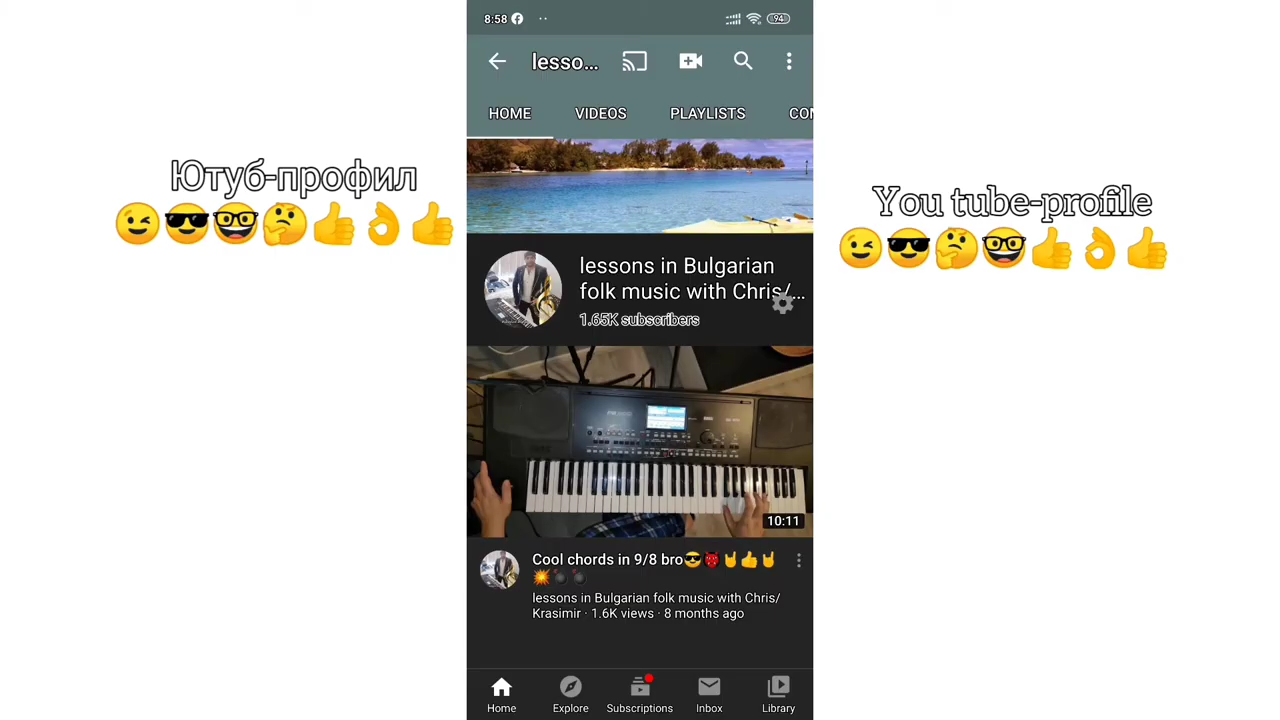 8:58
94
lesso...
HOME VIDEOS PLAYLISTS COM
Ютуб-профил
😉😎🤓🤔👍👌👍
You tube-profile
😉😎🤔🤓👍👌👍
lessons in Bulgarian
folk music with Chris/...
1.65K subscribers
10:11
Cool chords in 9/8 bro😎👹🤘👍🤘
💥💣💣
lessons in Bulgarian folk music with Chris/
Krasimir · 1.6K views · 8 months ago
Home Explore Subscriptions Inbox Library